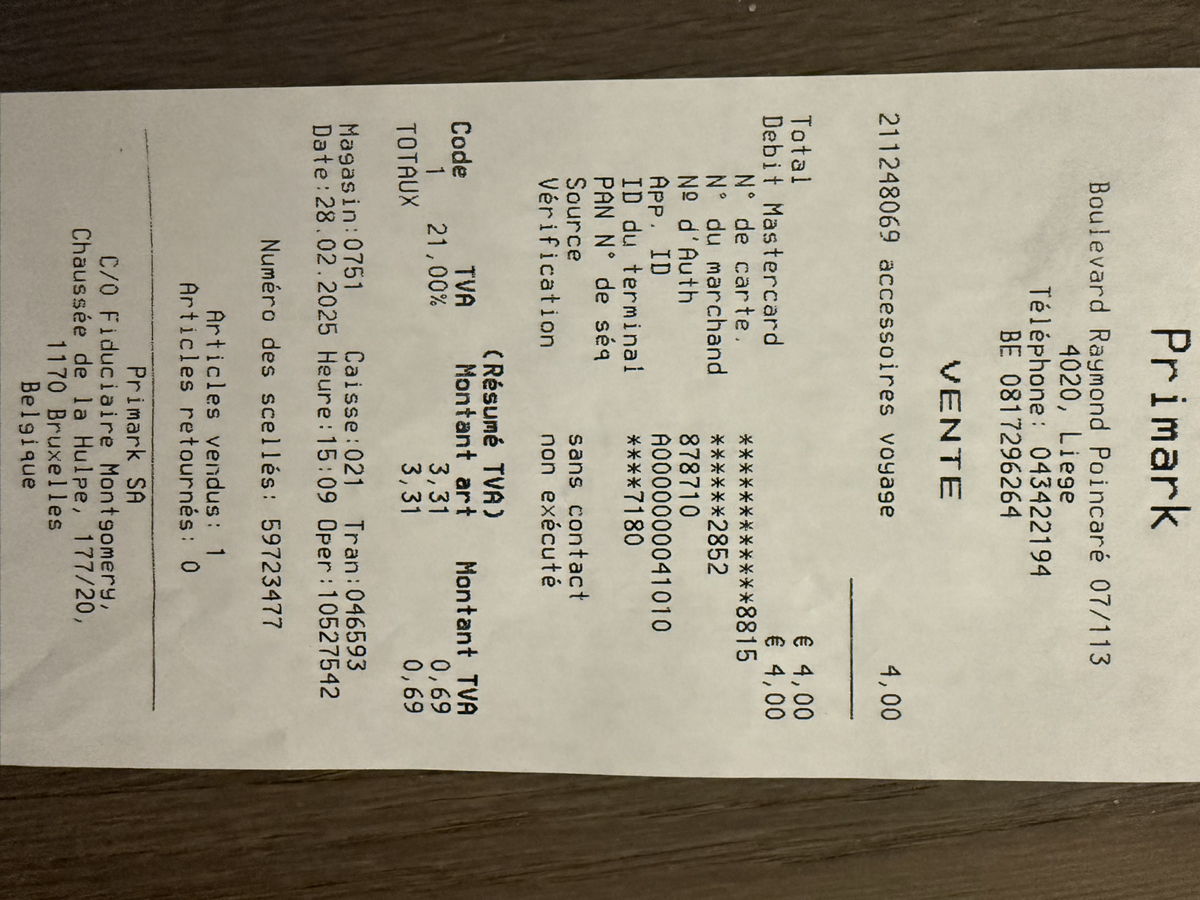 Primark
Boulevard Raymond Poincaré 07/113
4020, Liege
Téléphone: 043422194
BE 0817296264
VENTE
211248069 accessoires voyage 4,00
Total € 4,00
Debit Mastercard € 4,00
N° de carte. ************8815
N° du marchand ******2852
Nº d'Auth 878710
App. ID A0000000041010
ID du terminal ****7180
PAN N° de séq
Source sans contact
Vérification non exécuté
(Résumé TVA)
Code TVA Montant art Montant TVA
1 21,00% 3,31 0,69
TOTAUX 3,31 0,69
Magasin:0751 Caisse:021 Tran:046593
Date:28.02.2025 Heure:15:09 Oper:10527542
Numéro des scellés: 59723477
Articles vendus: 1
Articles retournés: 0
Primark SA
C/O Fiduciaire Montgomery,
Chaussée de la Hulpe, 177/20,
1170 Bruxelles
Belgique